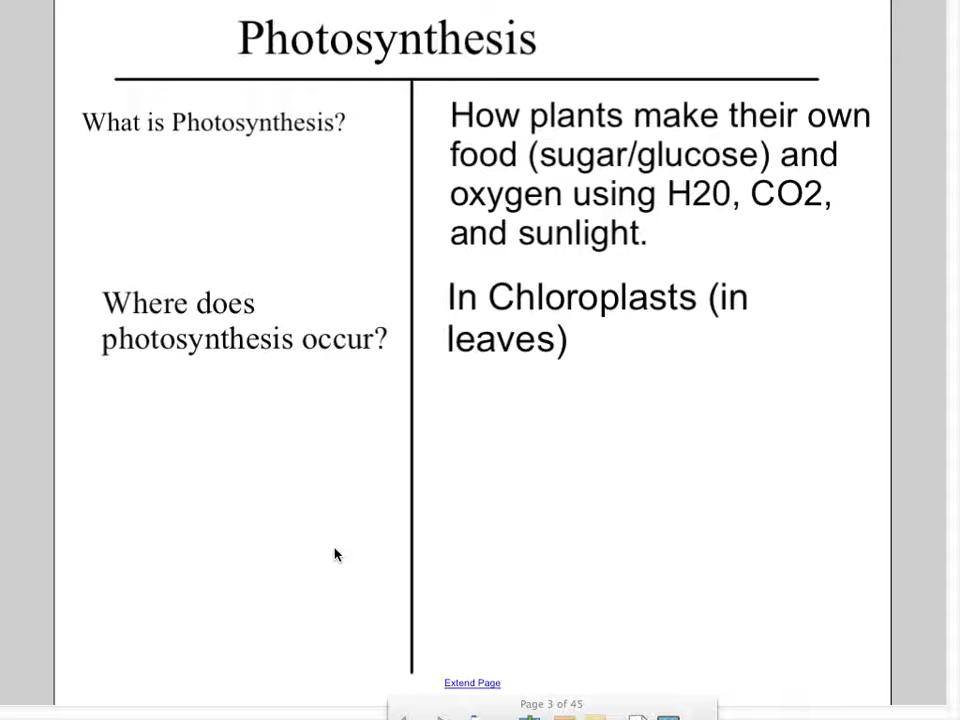 Photosynthesis
What is Photosynthesis?
How plants make their own
food (sugar/glucose) and
oxygen using H20, CO2,
and sunlight.
Where does
photosynthesis occur?
In Chloroplasts (in
leaves)
Extend Page
Page 3 of 45